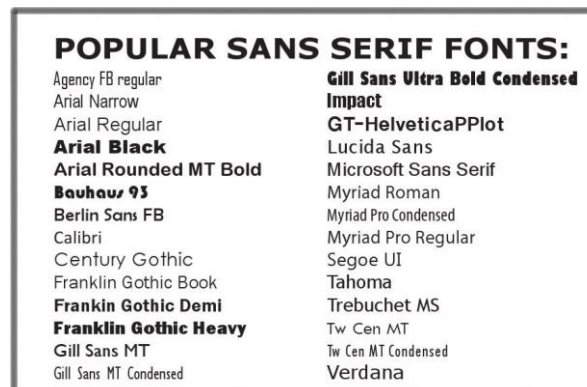 POPULAR SANS SERIF FONTS:
Agency FB regular
Arial Narrow
Arial Regular
Arial Black
Arial Rounded MT Bold
Bauhaus 93
Berlin Sans FB
Calibri
Century Gothic
Franklin Gothic Book
Frankin Gothic Demi
Franklin Gothic Heavy
Gill Sans MT
Gill Sans MT Condensed
Gill Sans Ultra Bold Condensed
Impact
GT-HelveticaPPlot
Lucida Sans
Microsoft Sans Serif
Myriad Roman
Myriad Pro Condensed
Myriad Pro Regular
Segoe UI
Tahoma
Trebuchet MS
Tw Cen MT
Tw Cen MT Condensed
Verdana